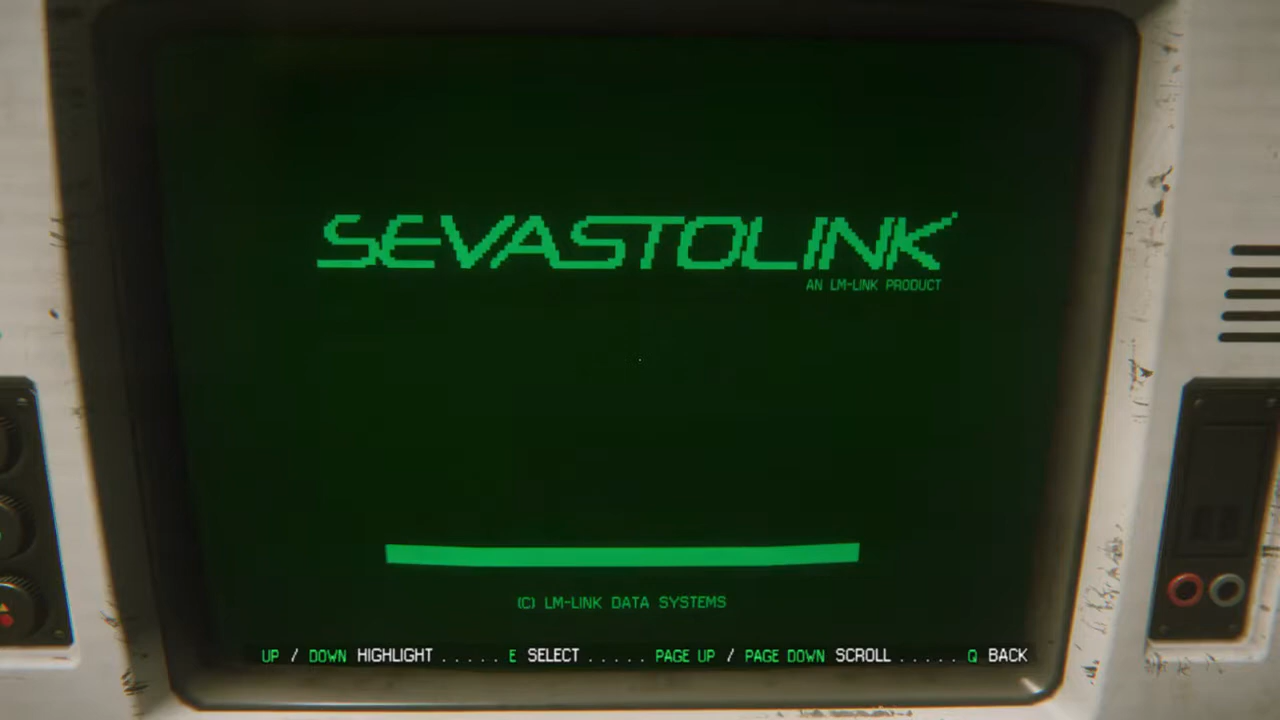 SEVASTOLINK
AN LM-LINK PRODUCT
(C) LM-LINK DATA SYSTEMS
UP / DOWN HIGHLIGHT ..... E SELECT ..... PAGE UP / PAGE DOWN SCROLL ..... Q BACK